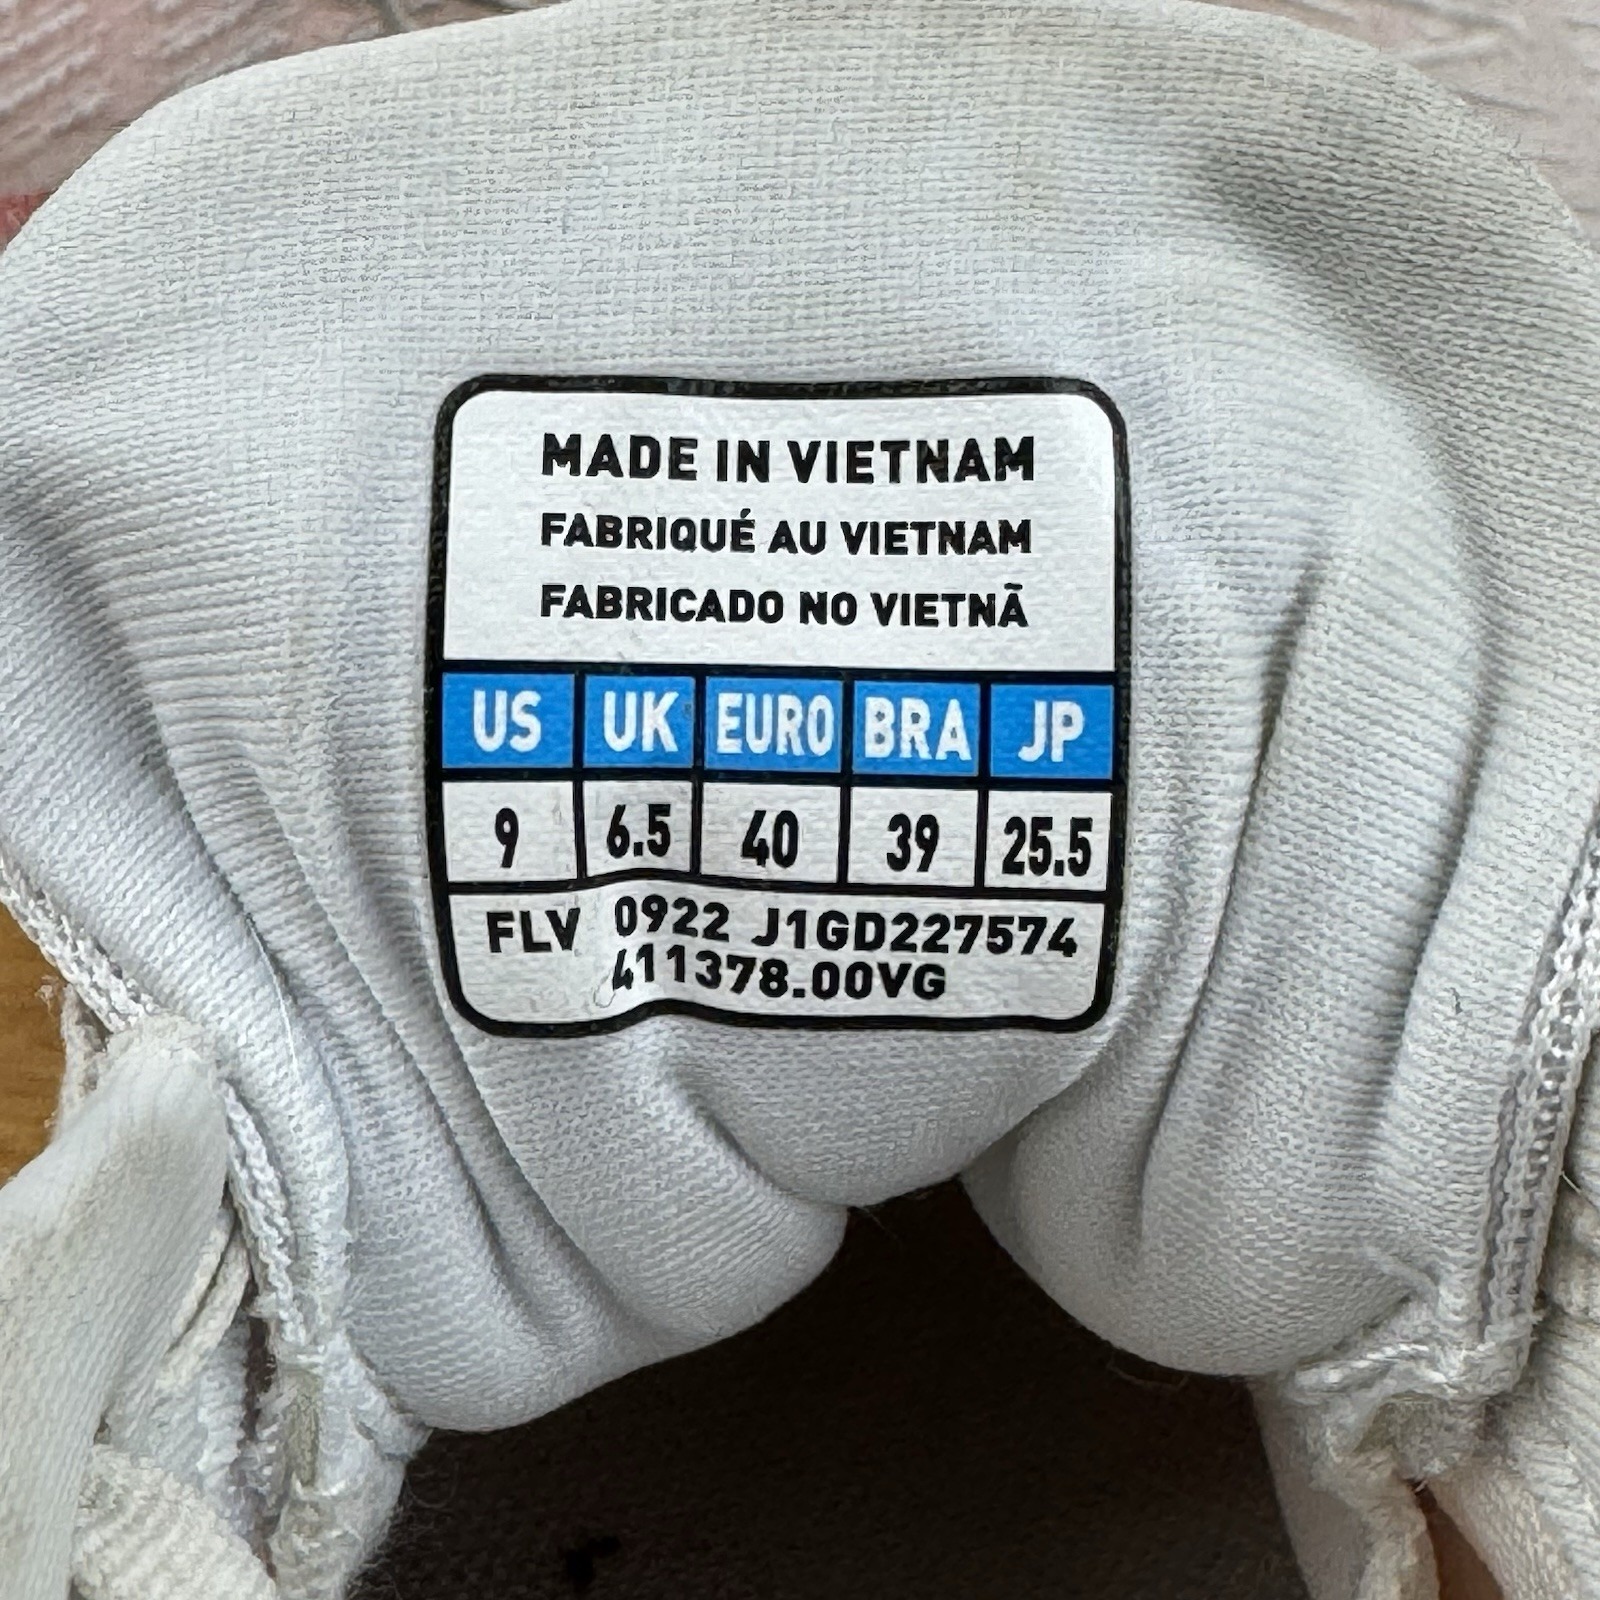 MADE IN VIETNAM
FABRIQUÉ AU VIETNAM
FABRICADO NO VIETNÃ
US UK EURO BRA JP
9 6.5 40 39 25.5
FLV 0922 J1GD227574
411378.00VG